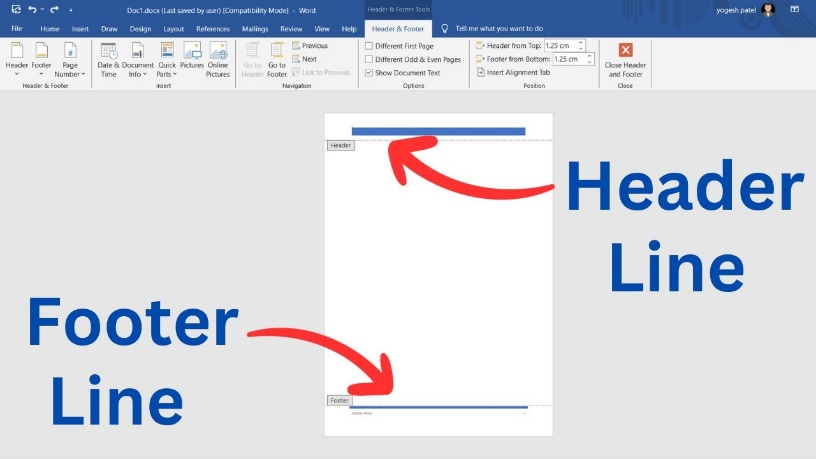 Doc1.docx (Last saved by user) [Compatibility Mode] - Word
Header & Footer Tools
yogesh patel
File Home Insert Draw Design Layout References Mailings Review View Help Header & Footer Tell me what you want to do
Header
Footer
Page Number
Header & Footer
Date & Time
Document Info
Quick Parts
Pictures
Online Pictures
Insert
Go to Header
Go to Footer
Previous
Next
Link to Previous
Navigation
Different First Page
Different Odd & Even Pages
Show Document Text
Options
Header from Top: 1.25 cm
Footer from Bottom: 1.25 cm
Insert Alignment Tab
Position
Close Header and Footer
Close
Header
Header
Line
Footer
Line
Footer